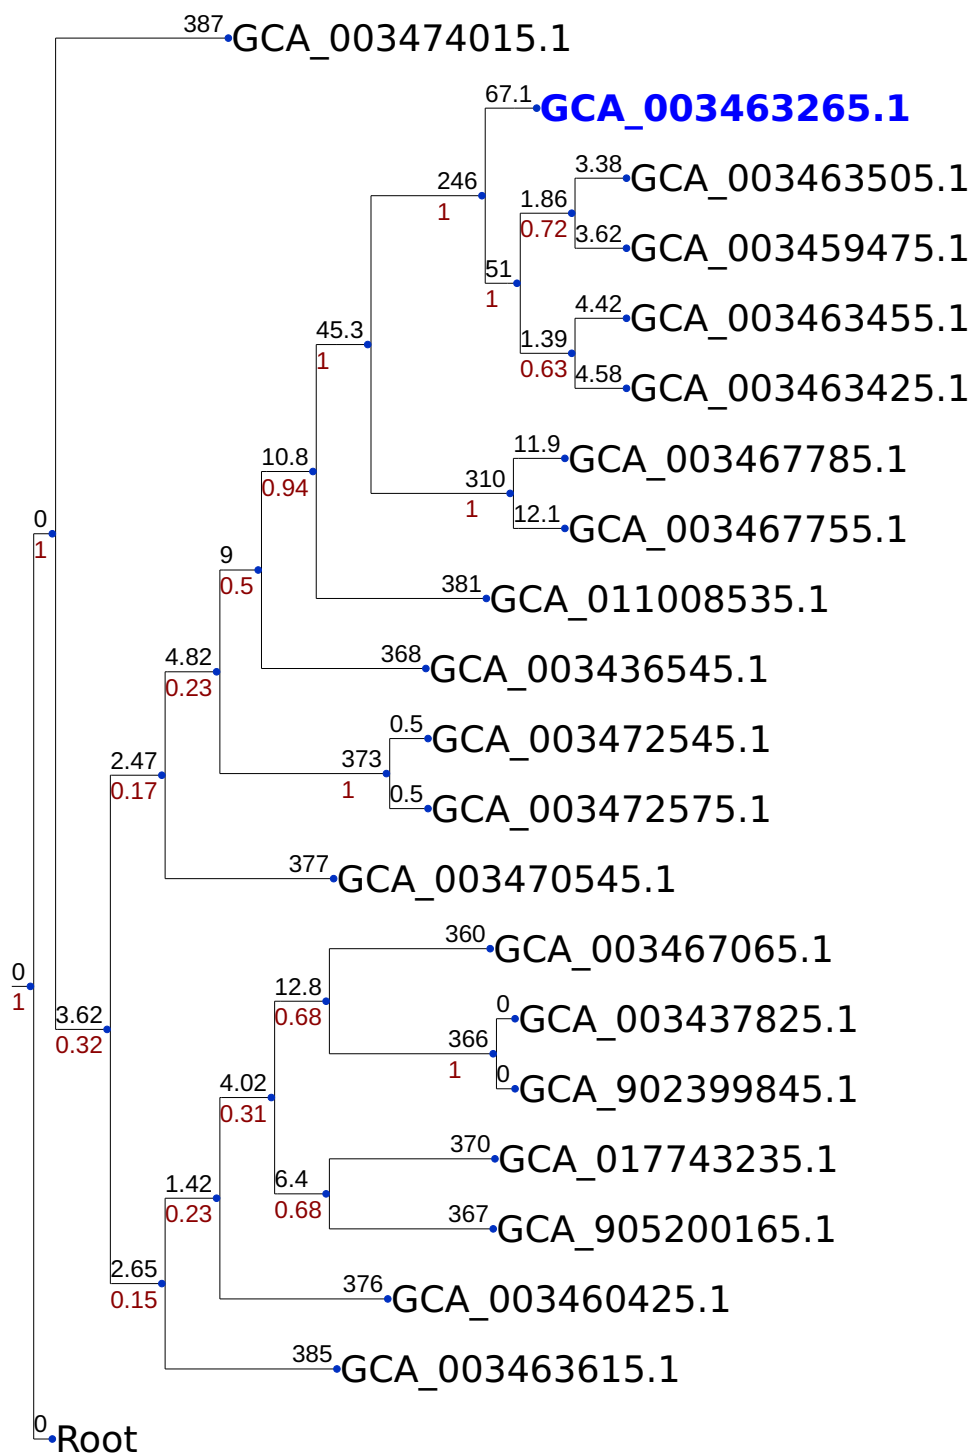 387
GCA_003474015.1
67.1
GCA_003463265.1
3.38
GCA_003463505.1
246
1
1.86
0.72
3.62
GCA_003459475.1
51
1
4.42
GCA_003463455.1
45.3
1
1.39
0.63
4.58
GCA_003463425.1
11.9
GCA_003467785.1
10.8
0.94
310
1
12.1
GCA_003467755.1
0
1
9
0.5
381
GCA_011008535.1
4.82
0.23
368
GCA_003436545.1
0.5
GCA_003472545.1
2.47
0.17
373
1
0.5
GCA_003472575.1
377
GCA_003470545.1
360
GCA_003467065.1
0
1
12.8
0.68
0
GCA_003437825.1
3.62
0.32
366
1
0
GCA_902399845.1
4.02
0.31
370
GCA_017743235.1
1.42
0.23
6.4
0.68
367
GCA_905200165.1
2.65
0.15
376
GCA_003460425.1
385
GCA_003463615.1
0
Root